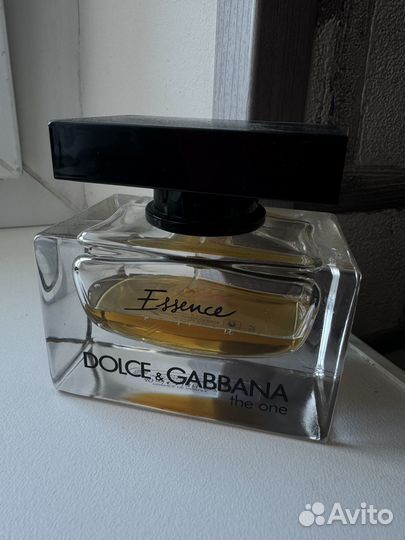 Essence
DOLCE & GABBANA
the one
Avito